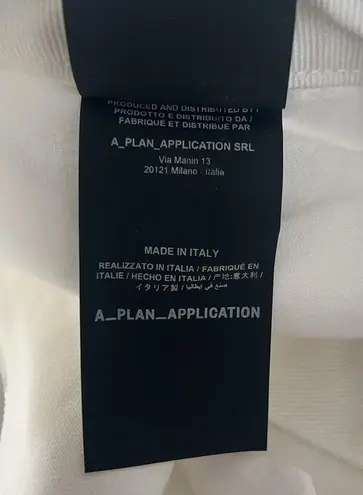 PRODUCED AND DISTRIBUTED BY /
PRODOTTO E DISTRIBUITO DA /
FABRIQUÉ ET DISTRIBUÉ PAR
A_PLAN_APPLICATION SRL
Via Manin 13
20121 Milano - Italia
MADE IN ITALY
REALIZZATO IN ITALIA / FABRIQUÉ EN
ITALIE / HECHO EN ITALIA / 产地:意大利 /
イタリア製 / صنع في ايطاليا
A_PLAN_APPLICATION